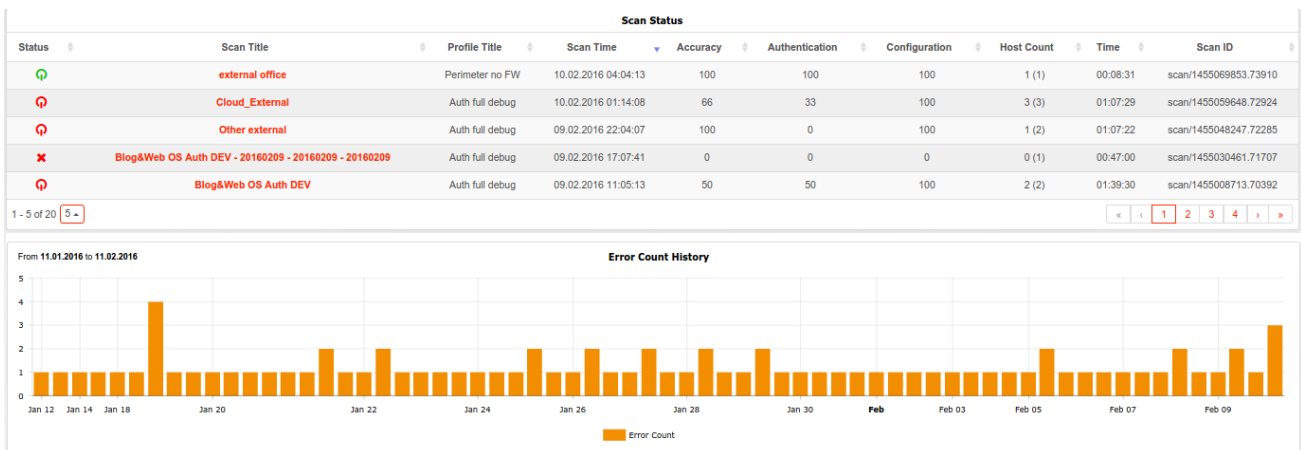 Scan Status
Status Scan Title Profile Title Scan Time Accuracy Authentication Configuration Host Count Time Scan ID
external office Perimeter no FW 10.02.2016 04:04:13 100 100 100 1 (1) 00:08:31 scan/1455069853.73910
Cloud_External Auth full debug 10.02.2016 01:14:08 66 33 100 3 (3) 01:07:29 scan/1455059648.72924
Other external Auth full debug 09.02.2016 22:04:07 100 0 100 1 (2) 01:07:22 scan/1455048247.72285
Blog&Web OS Auth DEV - 20160209 - 20160209 - 20160209 Auth full debug 09.02.2016 17:07:41 0 0 0 0 (1) 00:47:00 scan/1455030461.71707
Blog&Web OS Auth DEV Auth full debug 09.02.2016 11:05:13 50 50 100 2 (2) 01:39:30 scan/1455008713.70392
1 - 5 of 20 5 « ‹ 1 2 3 4 › »
From 11.01.2016 to 11.02.2016 Error Count History
5
4
3
2
1
0
Jan 12 Jan 14 Jan 18 Jan 20 Jan 22 Jan 24 Jan 26 Jan 28 Jan 30 Feb Feb 03 Feb 05 Feb 07 Feb 09
Error Count